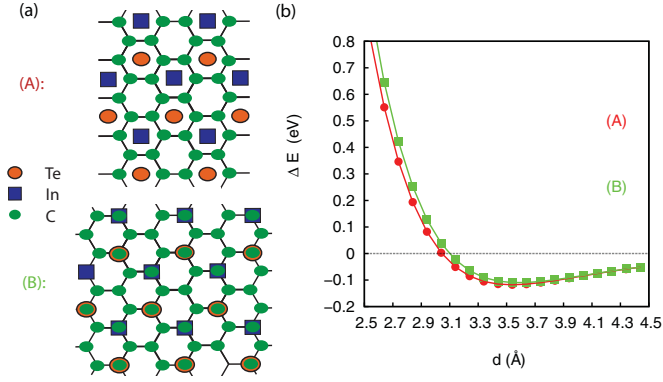 (a)
(A):
Te
In
C
(B):
(b)
0.8
0.7
0.6
0.5
0.4
0.3
0.2
0.1
0
−0.1
−0.2
Δ E (eV)
(A)
(B)
2.5 2.7 2.9 3.1 3.3 3.5 3.7 3.9 4.1 4.3 4.5
d (Å)